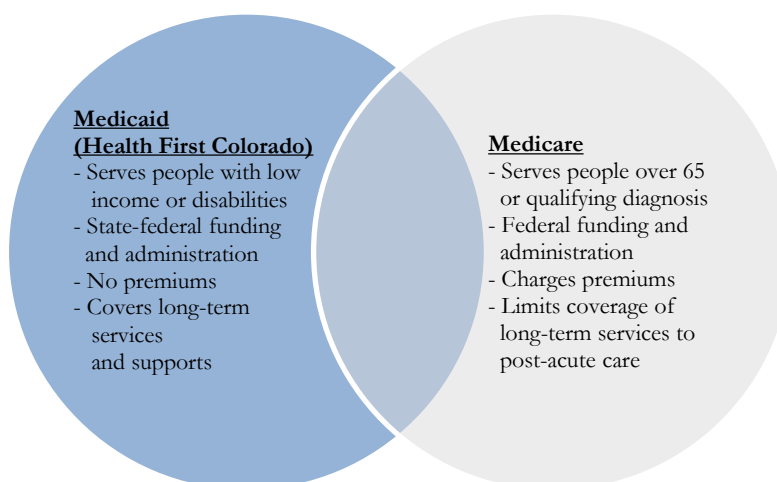 Medicaid
(Health First Colorado)
- Serves people with low
income or disabilities
- State-federal funding
and administration
- No premiums
- Covers long-term
services
and supports
Medicare
- Serves people over 65
or qualifying diagnosis
- Federal funding and
administration
- Charges premiums
- Limits coverage of
long-term services to
post-acute care